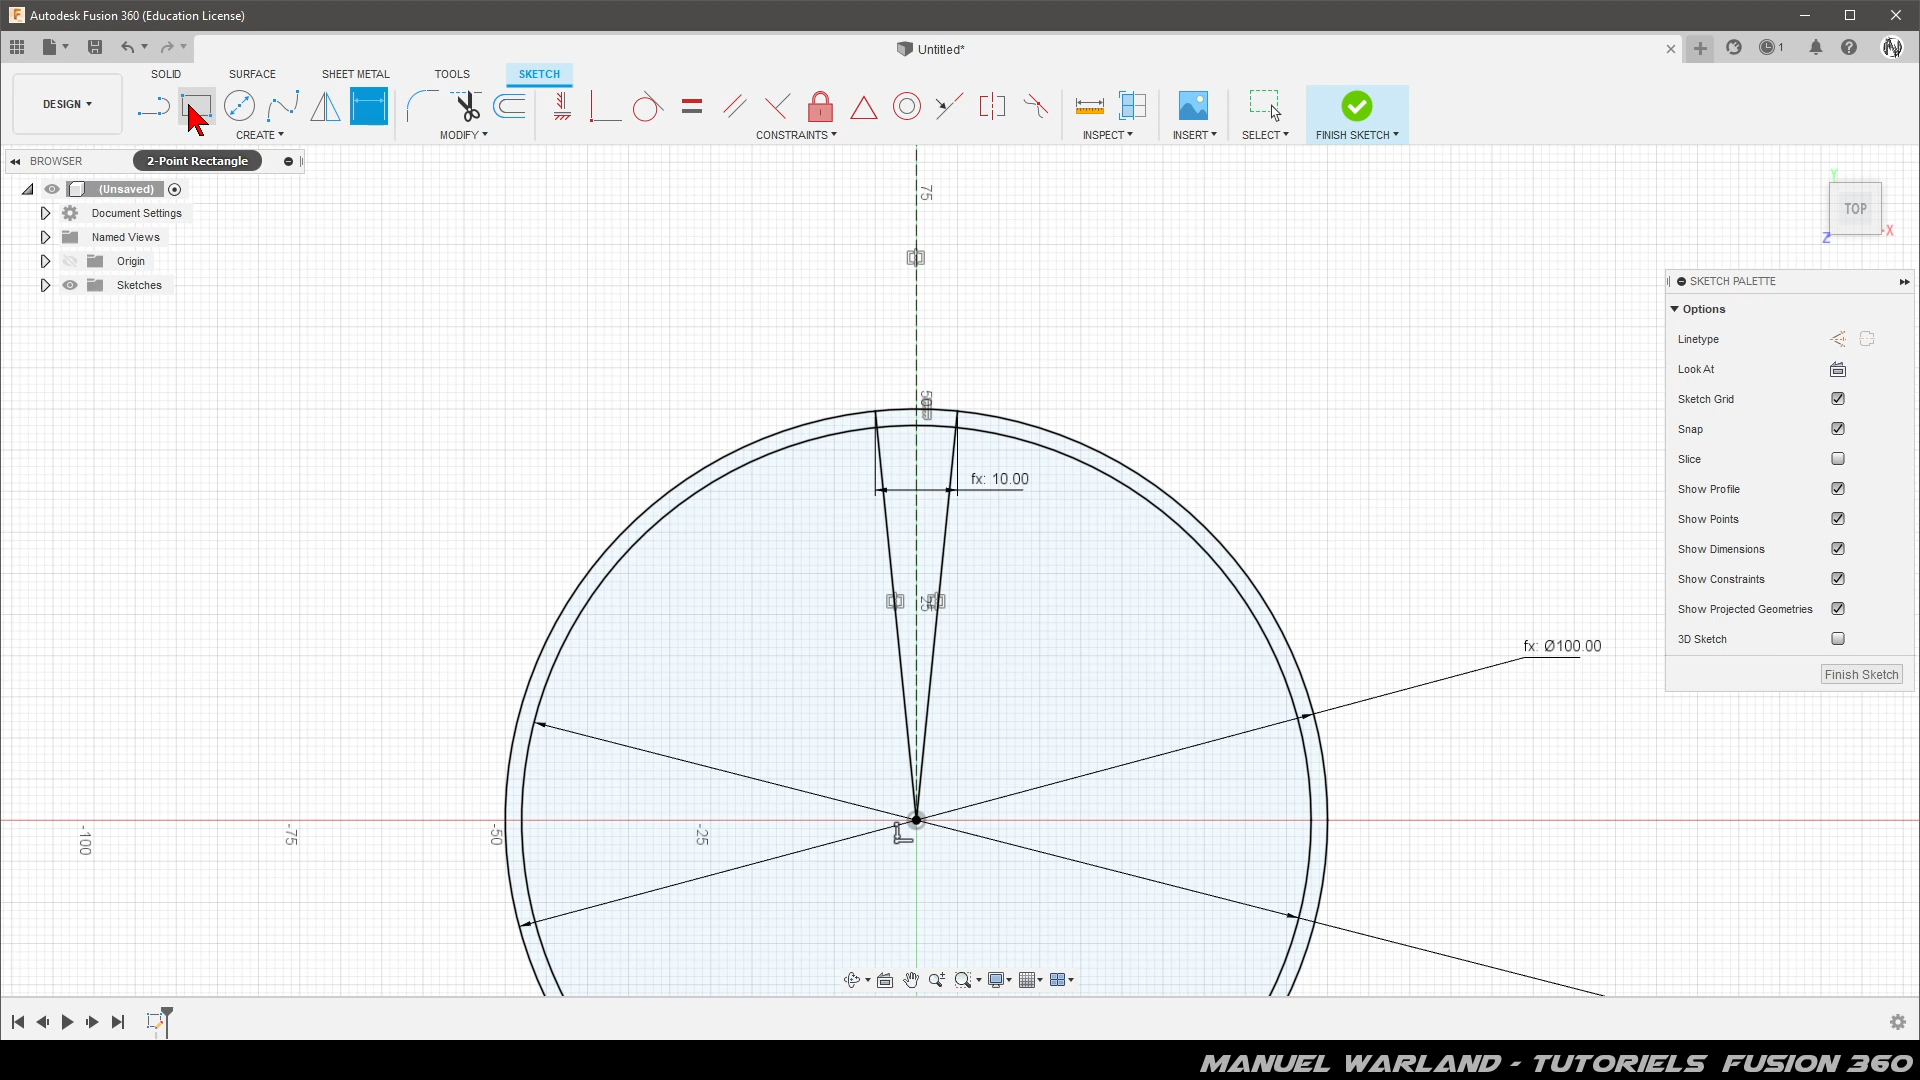 Autodesk Fusion 360 (Education License)
Untitled*
1
DESIGN
SOLID
SURFACE
SHEET METAL
TOOLS
SKETCH
CREATE
MODIFY
CONSTRAINTS
INSPECT
INSERT
SELECT
FINISH SKETCH
BROWSER
2-Point Rectangle
(Unsaved)
Document Settings
Named Views
Origin
Sketches
75
Y
TOP
X
Z
SKETCH PALETTE
Options
Linetype
Look At
Sketch Grid
Snap
Slice
Show Profile
Show Points
Show Dimensions
Show Constraints
Show Projected Geometries
3D Sketch
Finish Sketch
fx: 10.00
25
fx: Ø100.00
-100
-75
-50
-25
MANUEL WARLAND - TUTORIELS FUSION 360